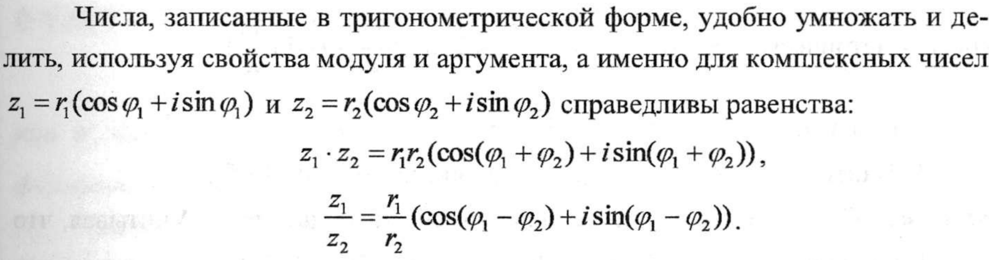 Числа, записанные в тригонометрической форме, удобно умножать и де-
лить, используя свойства модуля и аргумента, а именно для комплексных чисел
z₁ = r₁(cos φ₁ + i sin φ₁) и z₂ = r₂(cos φ₂ + i sin φ₂) справедливы равенства:
z₁ · z₂ = r₁r₂(cos(φ₁ + φ₂) + i sin(φ₁ + φ₂)),
z₁/z₂ = r₁/r₂ (cos(φ₁ − φ₂) + i sin(φ₁ − φ₂)).